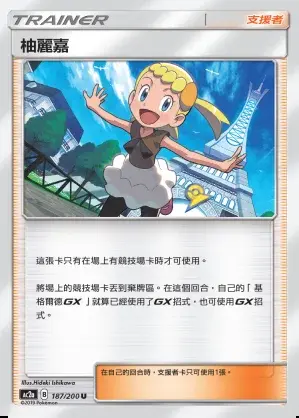 TRAINER 支援者
柚麗嘉
這張卡只有在場上有競技場卡時才可使用。
將場上的競技場卡丟到棄牌區。在這個回合，自己的「基
格爾德GX」就算已經使用了GX招式，也可使用GX招
式。
在自己的回合時，支援者卡只可使用1張。
Illus.Hideki Ishikawa
AC2a B 187/200 U
©2019 Pokémon